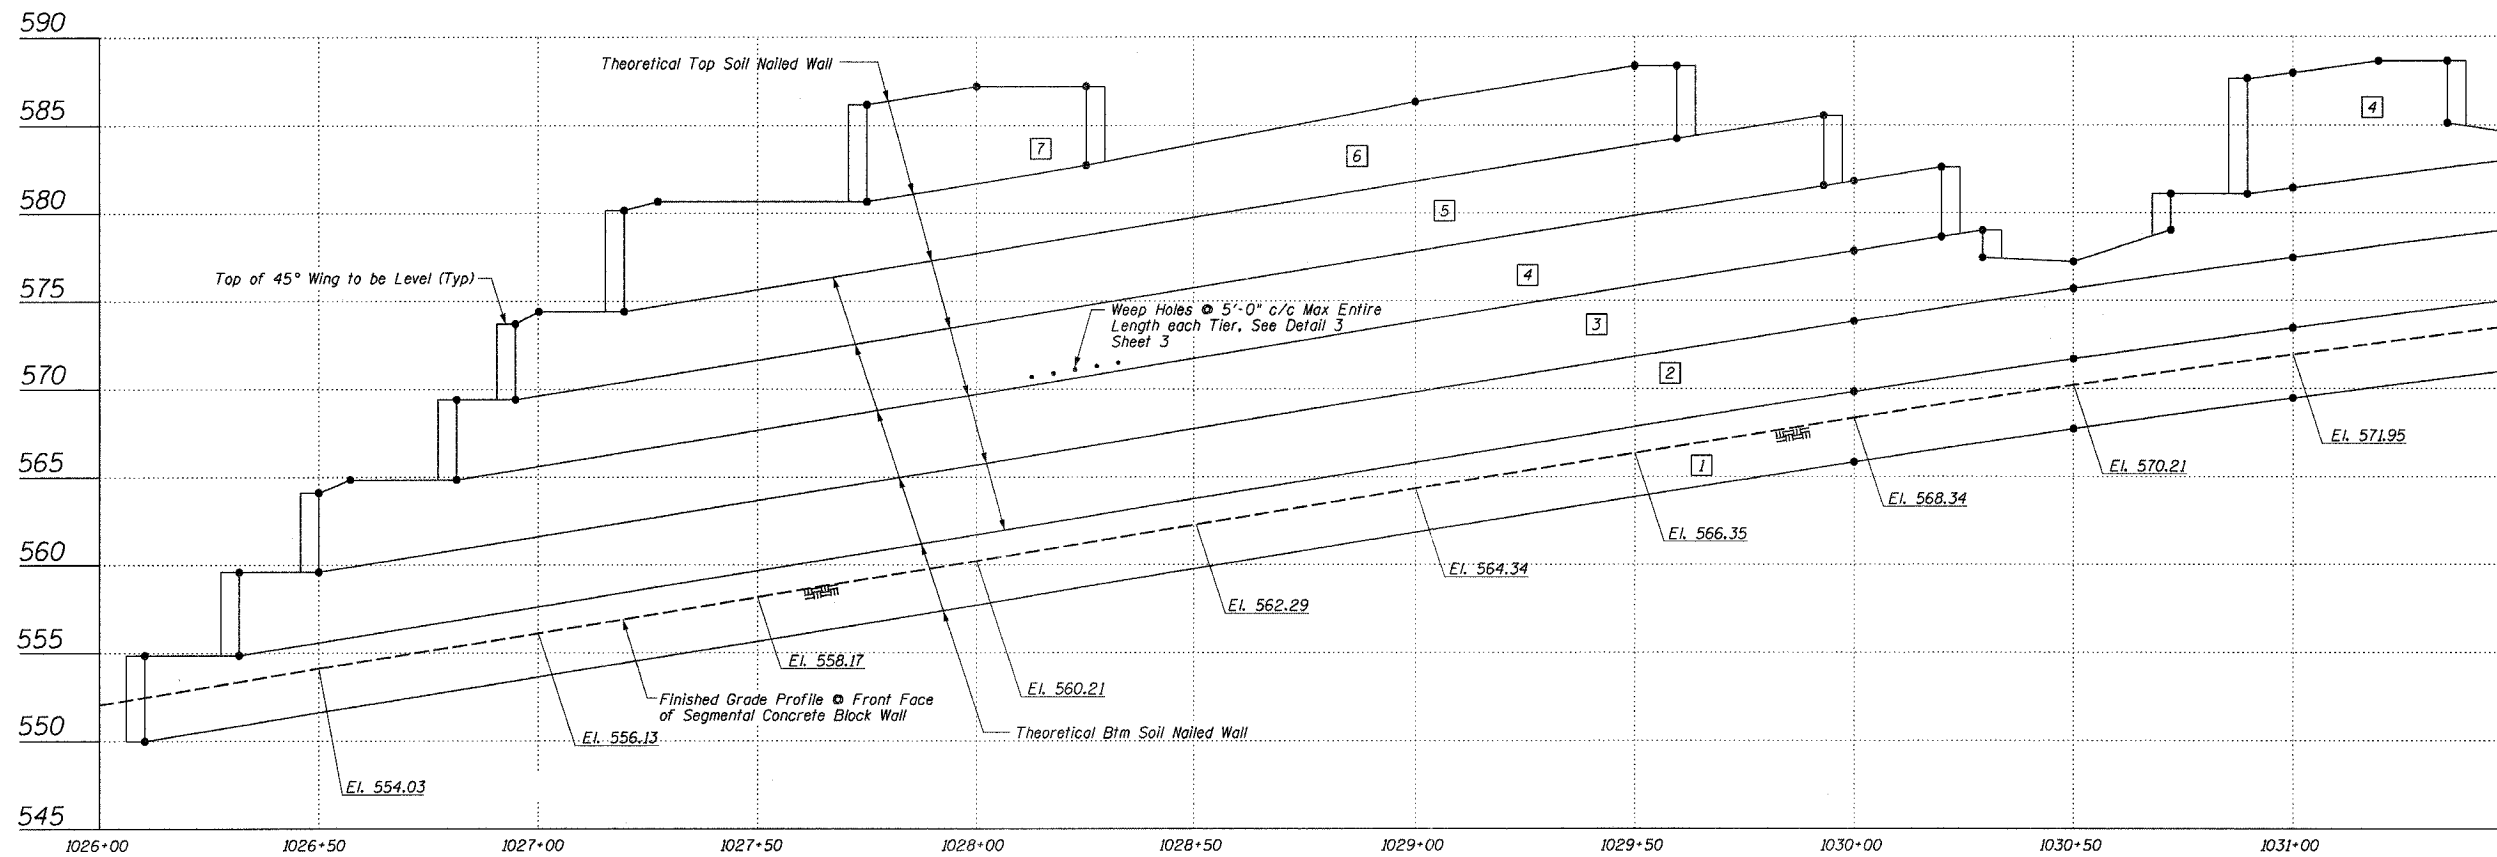 590
585
580
575
570
565
560
555
550
545
Theoretical Top Soil Nailed Wall
Top of 45° Wing to be Level (Typ)
Weep Holes @ 5'-0" c/c Max Entire
Length each Tier. See Detail 3
Sheet 3
7
6
5
4
3
2
1
4
Finished Grade Profile @ Front Face
of Segmental Concrete Block Wall
Theoretical Btm Soil Nailed Wall
El. 554.03
El. 556.13
El. 558.17
El. 560.21
El. 562.29
El. 564.34
El. 566.35
El. 568.34
El. 570.21
El. 571.95
1026+00
1026+50
1027+00
1027+50
1028+00
1028+50
1029+00
1029+50
1030+00
1030+50
1031+00